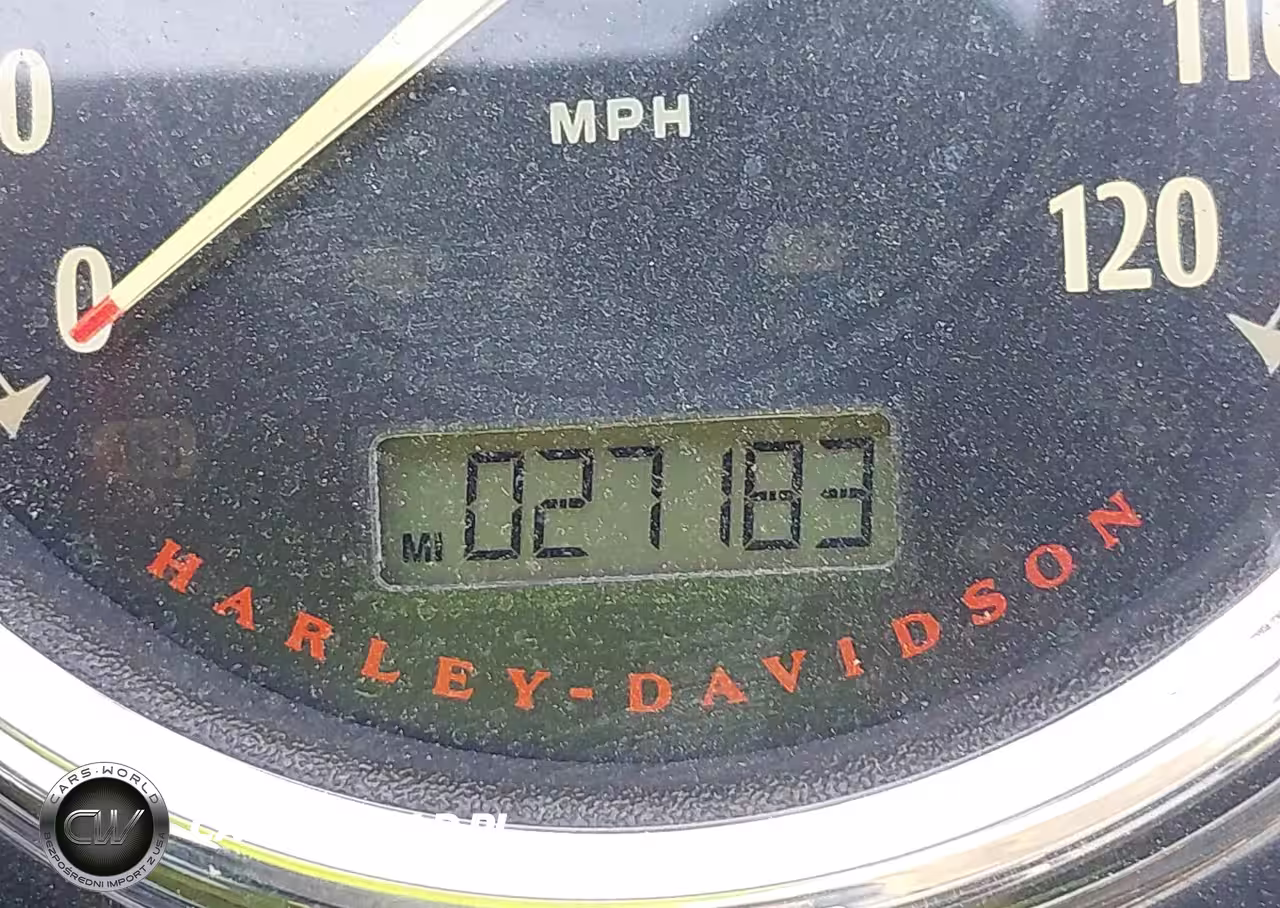 MPH
0
120
MI 027183
HARLEY-DAVIDSON
CARS·WORLD
CW
BEZPOŚREDNI IMPORT Z USA